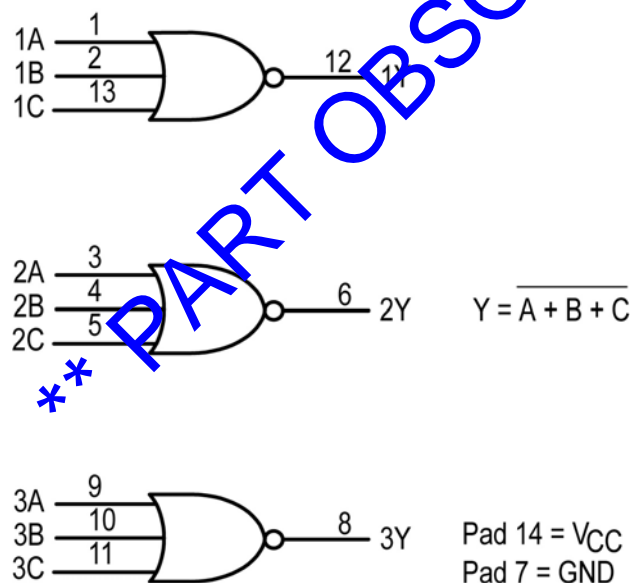 1A 1
1B 2 12 1Y
1C 13
2A 3
2B 4 6 2Y Y = A + B + C
2C 5
3A 9
3B 10 8 3Y Pad 14 = VCC
3C 11 Pad 7 = GND
** PART